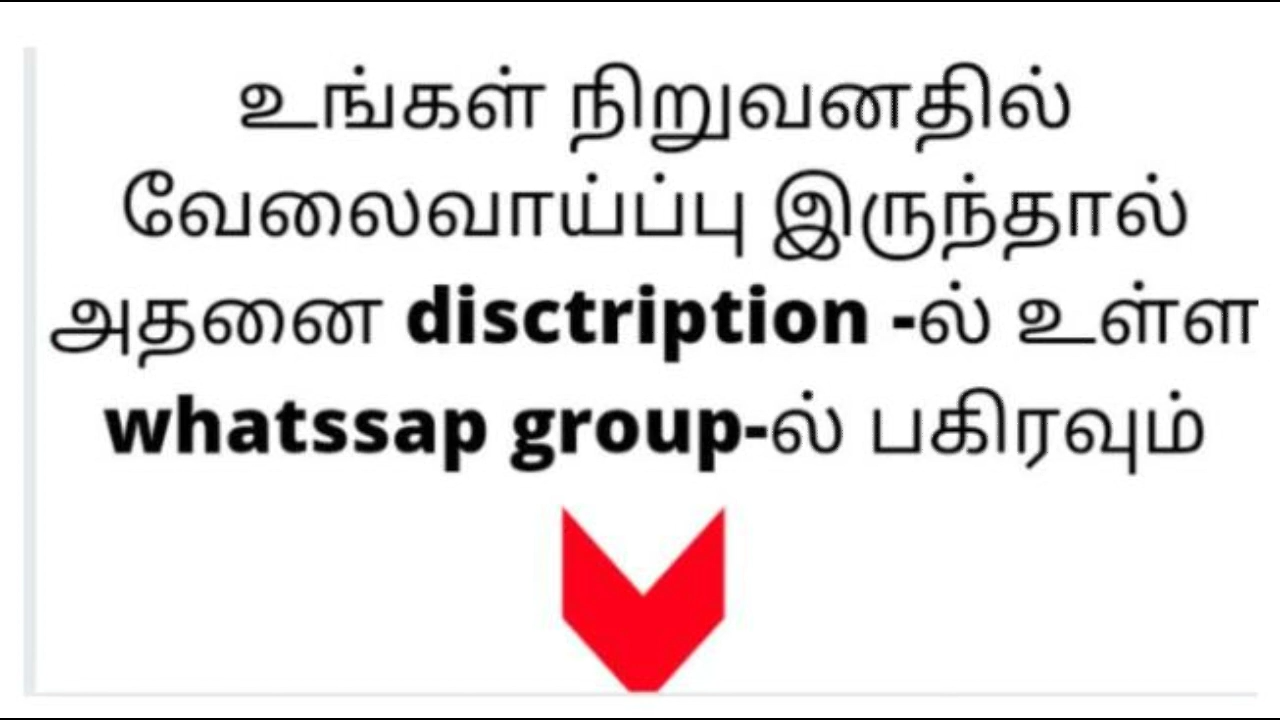 உங்கள் நிறுவனதில்
வேலைவாய்ப்பு இருந்தால்
அதனை disctription -ல் உள்ள
whatssap group-ல் பகிரவும்